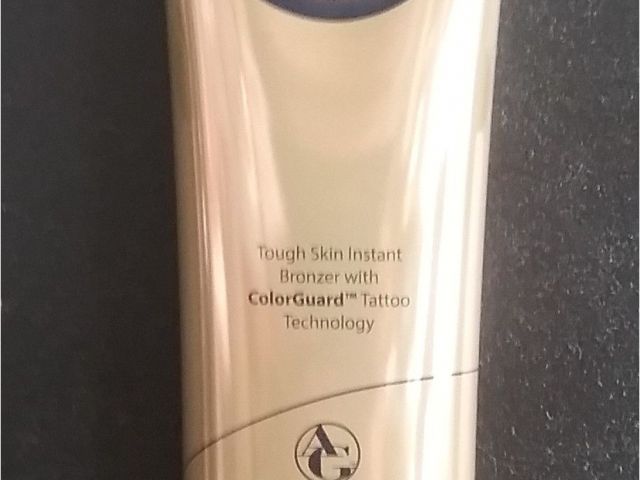 Tough Skin Instant
Bronzer with
ColorGuard™ Tattoo
Technology
AG